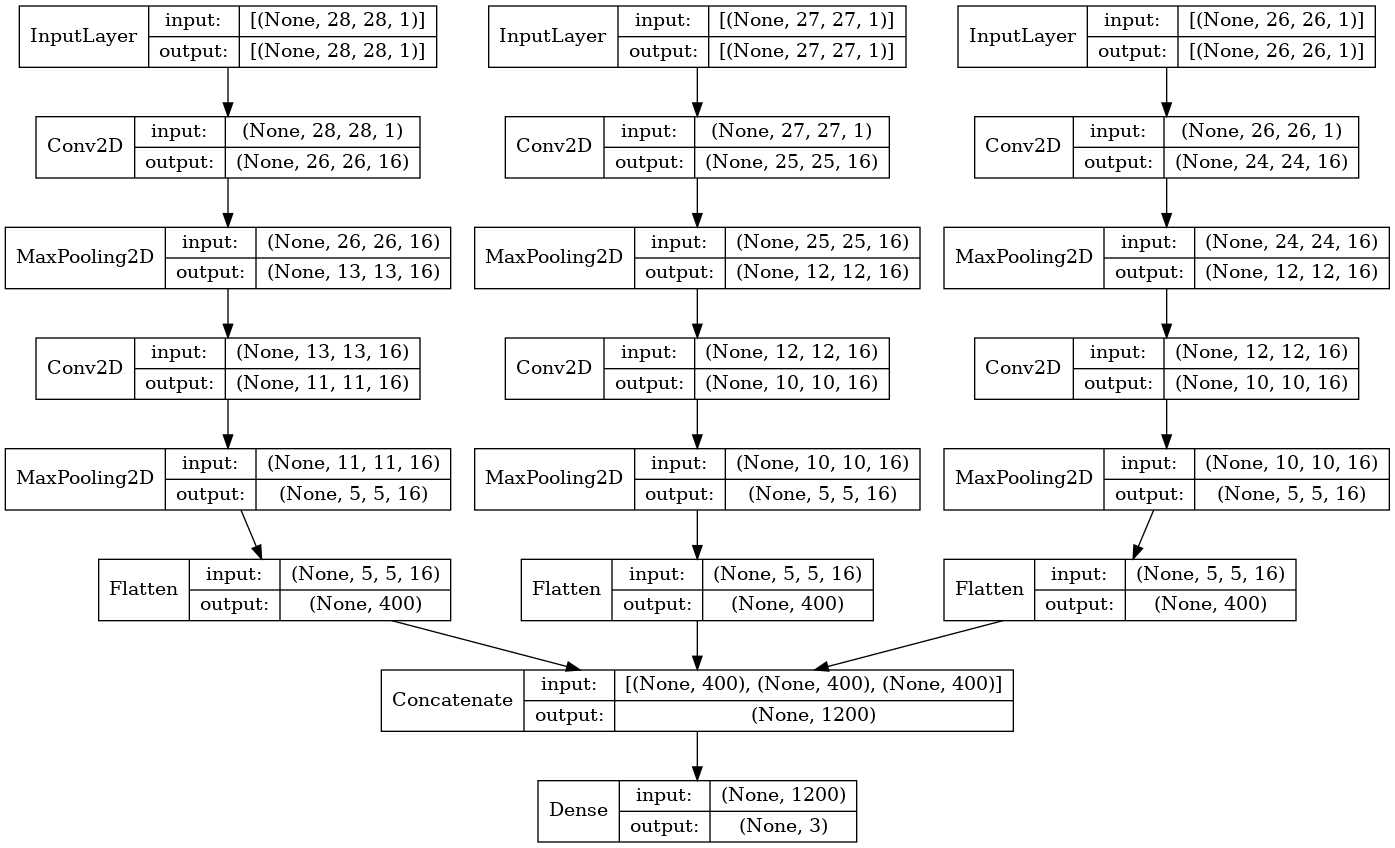 InputLayer input: [(None, 28, 28, 1)]
output: [(None, 28, 28, 1)]
InputLayer input: [(None, 27, 27, 1)]
output: [(None, 27, 27, 1)]
InputLayer input: [(None, 26, 26, 1)]
output: [(None, 26, 26, 1)]
Conv2D input: (None, 28, 28, 1)
output: (None, 26, 26, 16)
Conv2D input: (None, 27, 27, 1)
output: (None, 25, 25, 16)
Conv2D input: (None, 26, 26, 1)
output: (None, 24, 24, 16)
MaxPooling2D input: (None, 26, 26, 16)
output: (None, 13, 13, 16)
MaxPooling2D input: (None, 25, 25, 16)
output: (None, 12, 12, 16)
MaxPooling2D input: (None, 24, 24, 16)
output: (None, 12, 12, 16)
Conv2D input: (None, 13, 13, 16)
output: (None, 11, 11, 16)
Conv2D input: (None, 12, 12, 16)
output: (None, 10, 10, 16)
Conv2D input: (None, 12, 12, 16)
output: (None, 10, 10, 16)
MaxPooling2D input: (None, 11, 11, 16)
output: (None, 5, 5, 16)
MaxPooling2D input: (None, 10, 10, 16)
output: (None, 5, 5, 16)
MaxPooling2D input: (None, 10, 10, 16)
output: (None, 5, 5, 16)
Flatten input: (None, 5, 5, 16)
output: (None, 400)
Flatten input: (None, 5, 5, 16)
output: (None, 400)
Flatten input: (None, 5, 5, 16)
output: (None, 400)
Concatenate input: [(None, 400), (None, 400), (None, 400)]
output: (None, 1200)
Dense input: (None, 1200)
output: (None, 3)